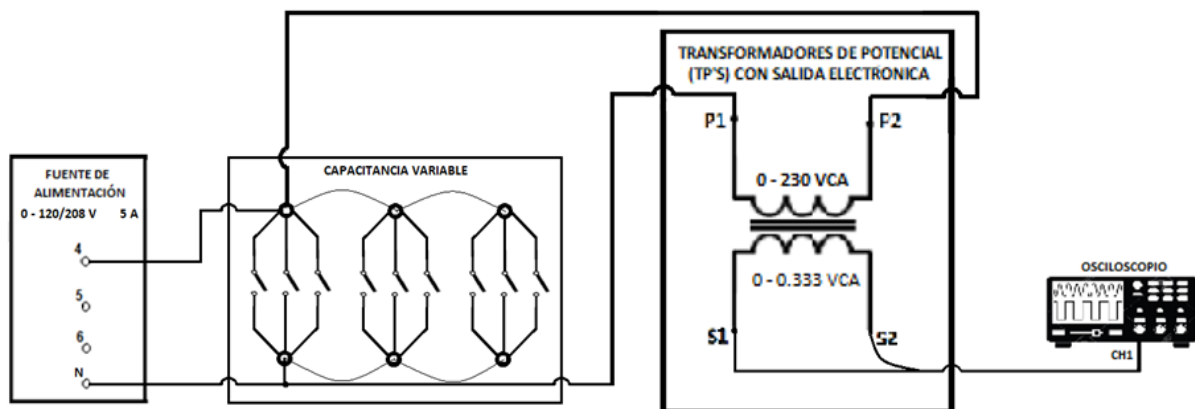 FUENTE DE
ALIMENTACIÓN
0 - 120/208 V 5 A
4
5
6
N
CAPACITANCIA VARIABLE
TRANSFORMADORES DE POTENCIAL
(TP'S) CON SALIDA ELECTRONICA
P1
P2
0 - 230 VCA
0 - 0.333 VCA
S1
S2
OSCILOSCOPIO
CH1